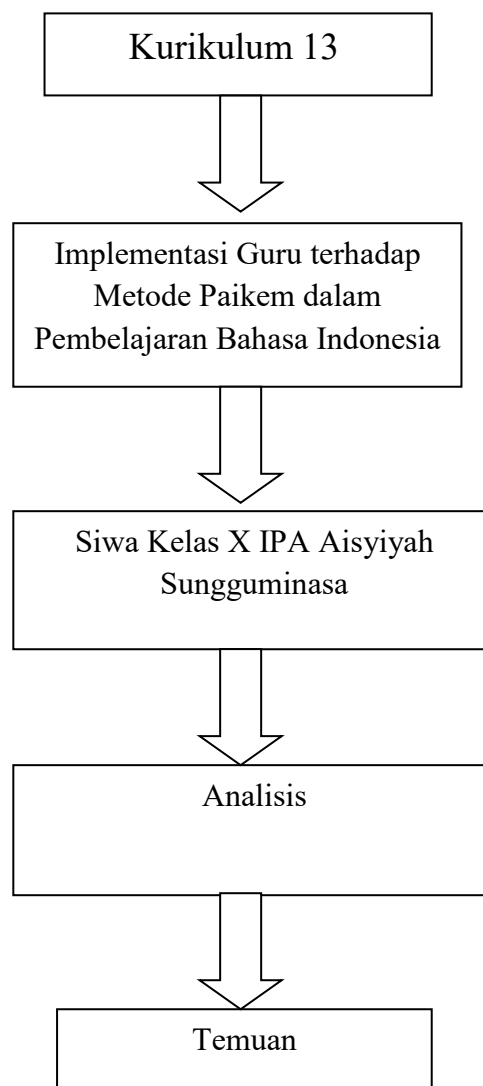 Kurikulum 13
Implementasi Guru terhadap
Metode Paikem dalam
Pembelajaran Bahasa Indonesia
Siwa Kelas X IPA Aisyiyah
Sungguminasa
Analisis
Temuan